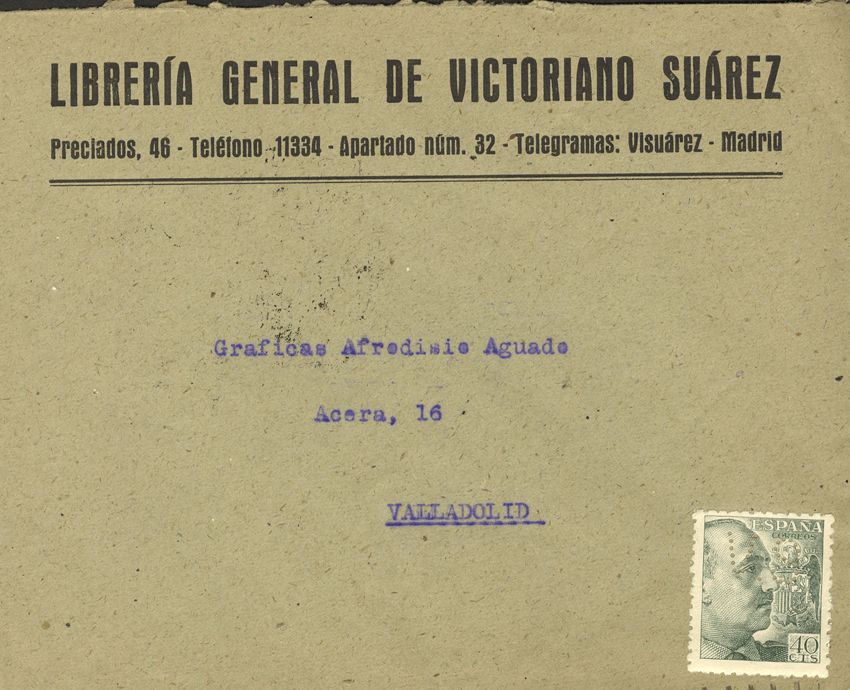 LIBRERÍA GENERAL DE VICTORIANO SUÁREZ
Preciados, 46 - Teléfono 11334 - Apartado núm. 32 - Telegramas: Visuárez - Madrid
Graficas Afrodisio Aguado
Acera, 16
VALLADOLID
ESPAÑA
CORREOS
40
CTS